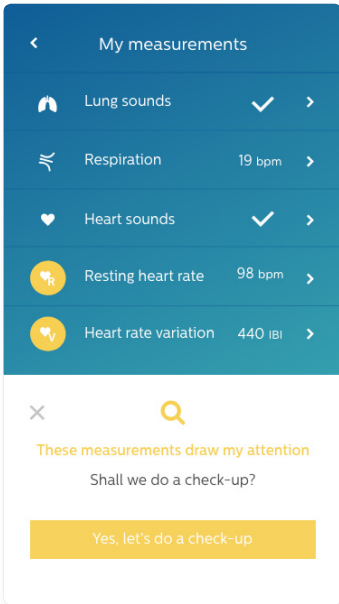 My measurements
Lung sounds
Respiration 19 bpm
Heart sounds
R
Resting heart rate 98 bpm
V
Heart rate variation 440 IBI
These measurements draw my attention
Shall we do a check-up?
Yes, let's do a check-up